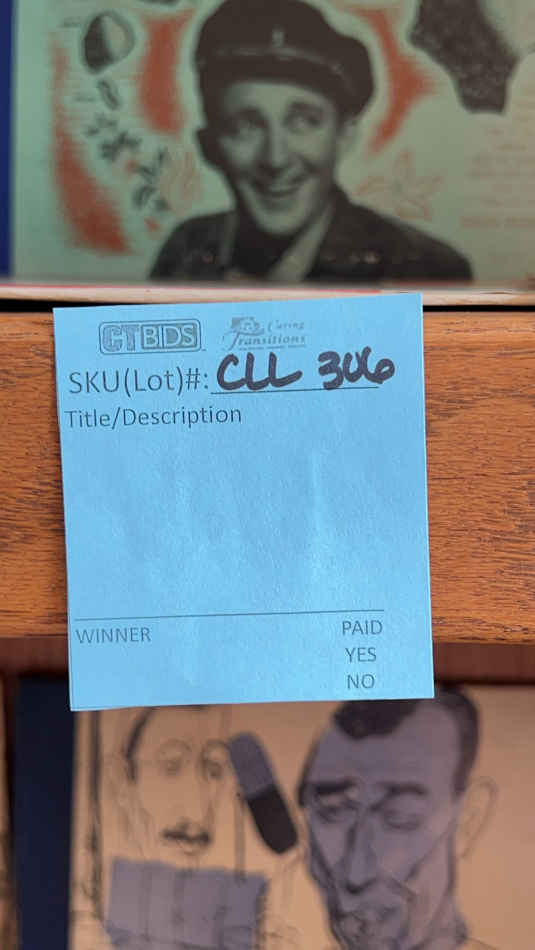 CTBIDS
Caring
Transitions
SKU(Lot)#: CLL 306
Title/Description
WINNER PAID
YES
NO